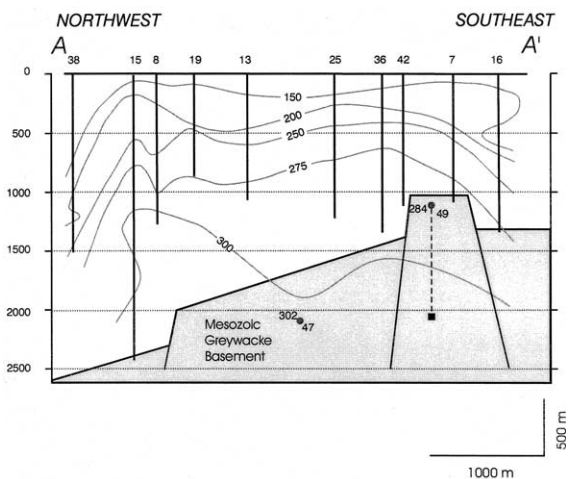 NORTHWEST
SOUTHEAST
A
A'
38
15
8
19
13
25
36
42
7
16
0
500
1000
1500
2000
2500
150
200
250
275
300
284
49
302
47
Mesozoic
Greywacke
Basement
500 m
1000 m